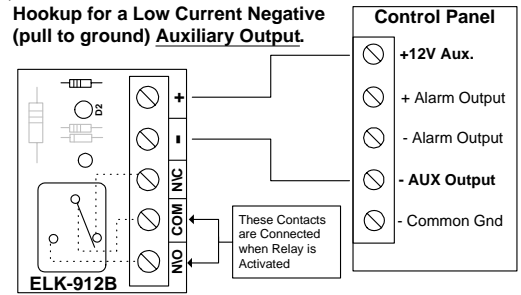 Hookup for a Low Current Negative
(pull to ground) Auxiliary Output.
Control Panel
+12V Aux.
+ Alarm Output
- Alarm Output
- AUX Output
- Common Gnd
D2
+
-
N\C
COM
N\O
These Contacts
are Connected
when Relay is
Activated
ELK-912B